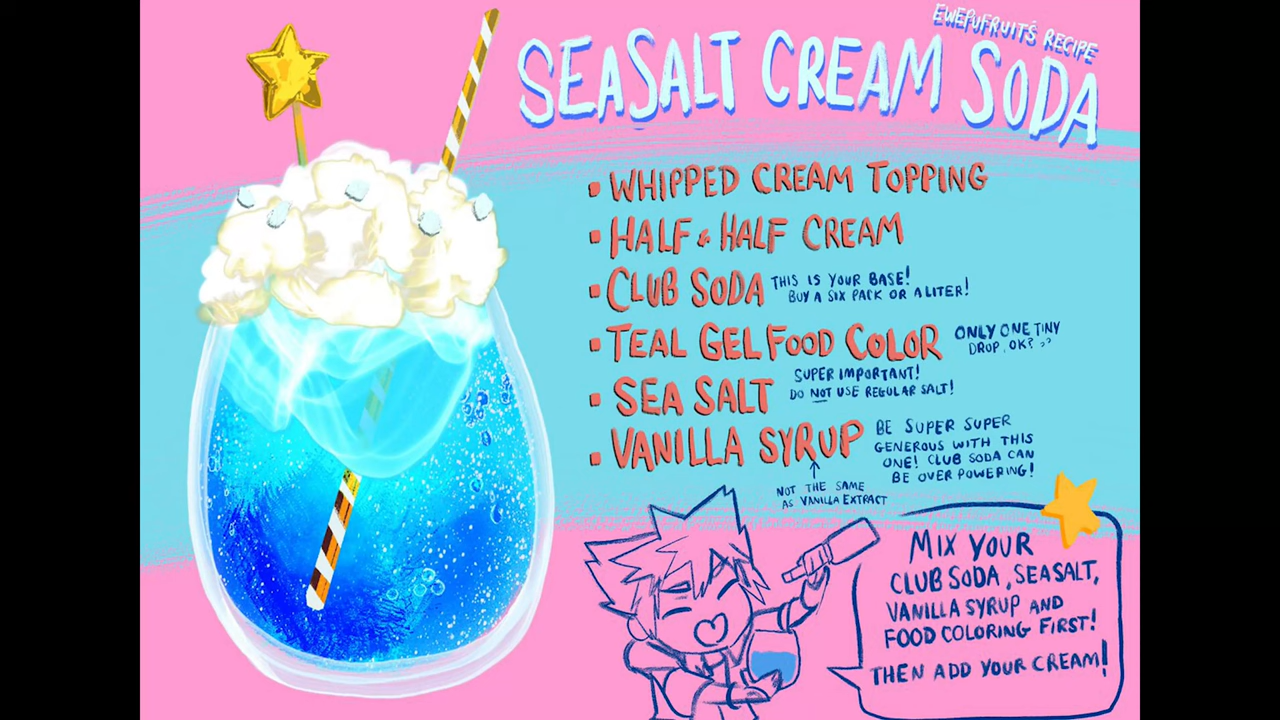 EWEPUFRUIT'S RECIPE
SEASALT CREAM SODA
▪ WHIPPED CREAM TOPPING
▪ HALF & HALF CREAM
▪ CLUB SODA THIS IS YOUR BASE!
BUY A SIX PACK OR A LITER!
▪ TEAL GEL FOOD COLOR ONLY ONE TINY
DROP, OK? ??
▪ SEA SALT SUPER IMPORTANT!
DO NOT USE REGULAR SALT!
▪ VANILLA SYRUP BE SUPER SUPER
GENEROUS WITH THIS
ONE! CLUB SODA CAN
BE OVER POWERING!
NOT THE SAME
AS VANILLA EXTRACT
MIX YOUR
CLUB SODA, SEASALT,
VANILLA SYRUP AND
FOOD COLORING FIRST!
THEN ADD YOUR CREAM!